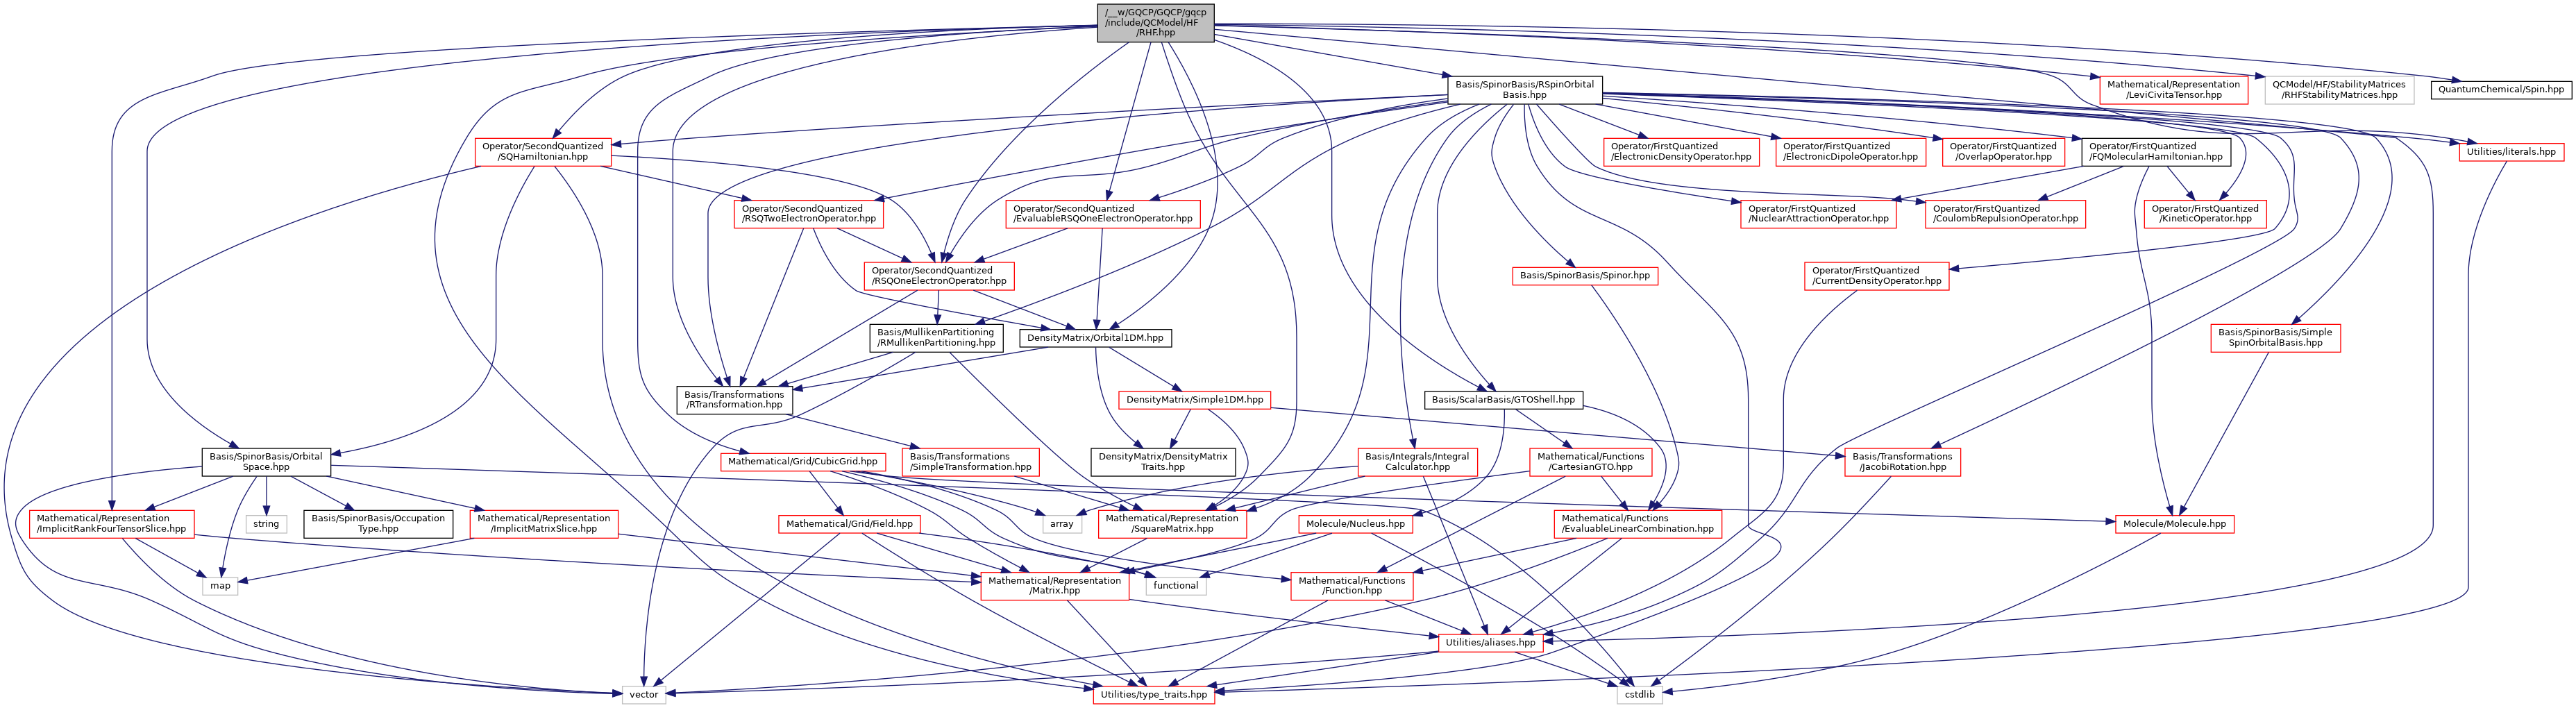 /__w/GQCP/GQCP/gqcp
/include/QCModel/HF
/RHF.hpp
Basis/SpinorBasis/RSpinOrbital
Basis.hpp
Mathematical/Representation
/LeviCivitaTensor.hpp
QCModel/HF/StabilityMatrices
/RHFStabilityMatrices.hpp
QuantumChemical/Spin.hpp
Operator/SecondQuantized
/SQHamiltonian.hpp
Operator/FirstQuantized
/ElectronicDensityOperator.hpp
Operator/FirstQuantized
/ElectronicDipoleOperator.hpp
Operator/FirstQuantized
/OverlapOperator.hpp
Operator/FirstQuantized
/FQMolecularHamiltonian.hpp
Utilities/literals.hpp
Operator/SecondQuantized
/RSQTwoElectronOperator.hpp
Operator/SecondQuantized
/EvaluableRSQOneElectronOperator.hpp
Operator/FirstQuantized
/NuclearAttractionOperator.hpp
Operator/FirstQuantized
/CoulombRepulsionOperator.hpp
Operator/FirstQuantized
/KineticOperator.hpp
Operator/SecondQuantized
/RSQOneElectronOperator.hpp
Basis/SpinorBasis/Spinor.hpp
Operator/FirstQuantized
/CurrentDensityOperator.hpp
Basis/MullikenPartitioning
/RMullikenPartitioning.hpp
DensityMatrix/Orbital1DM.hpp
Basis/SpinorBasis/Simple
SpinOrbitalBasis.hpp
Basis/Transformations
/RTransformation.hpp
DensityMatrix/Simple1DM.hpp
Basis/ScalarBasis/GTOShell.hpp
Basis/SpinorBasis/Orbital
Space.hpp
Mathematical/Grid/CubicGrid.hpp
Basis/Transformations
/SimpleTransformation.hpp
DensityMatrix/DensityMatrix
Traits.hpp
Basis/Integrals/Integral
Calculator.hpp
Mathematical/Functions
/CartesianGTO.hpp
Basis/Transformations
/JacobiRotation.hpp
Mathematical/Representation
/ImplicitRankFourTensorSlice.hpp
string
Basis/SpinorBasis/Occupation
Type.hpp
Mathematical/Representation
/ImplicitMatrixSlice.hpp
Mathematical/Grid/Field.hpp
array
Mathematical/Representation
/SquareMatrix.hpp
Molecule/Nucleus.hpp
Mathematical/Functions
/EvaluableLinearCombination.hpp
Molecule/Molecule.hpp
map
Mathematical/Representation
/Matrix.hpp
functional
Mathematical/Functions
/Function.hpp
Utilities/aliases.hpp
vector
Utilities/type_traits.hpp
cstdlib